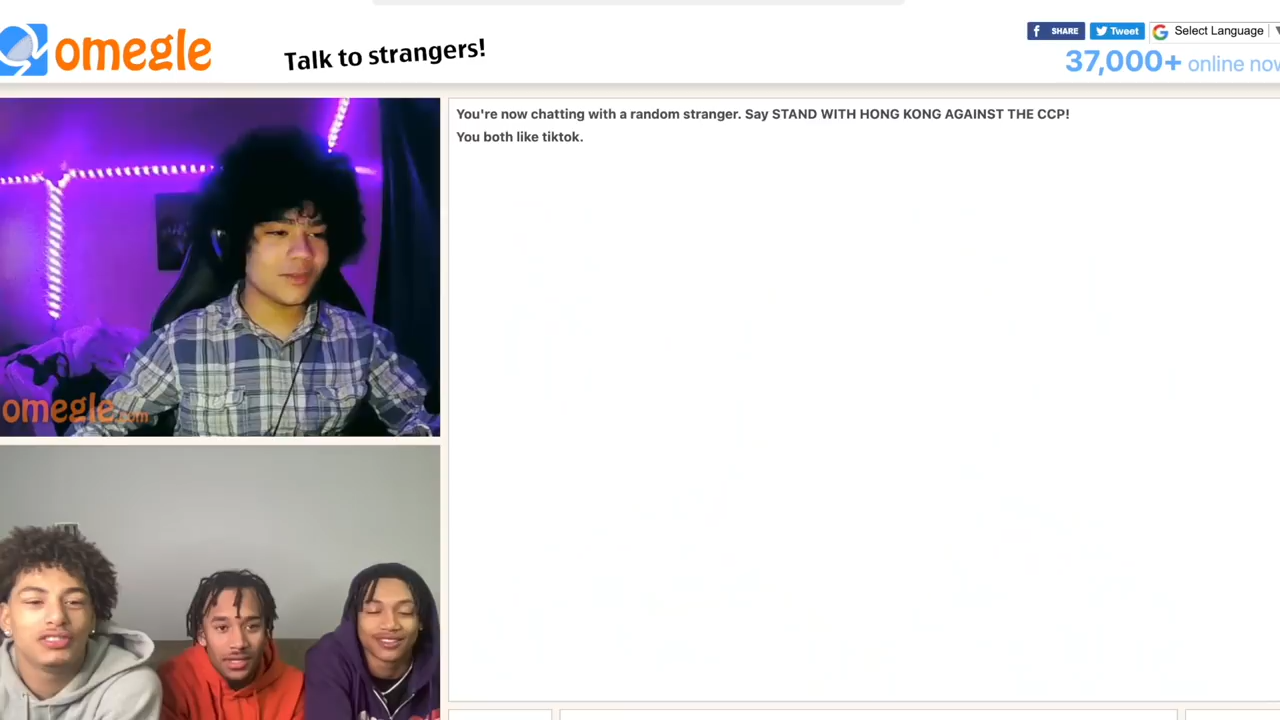 omegle
Talk to strangers!
SHARE
Tweet
Select Language
37,000+ online now
You're now chatting with a random stranger. Say STAND WITH HONG KONG AGAINST THE CCP!
You both like tiktok.
omegle.com